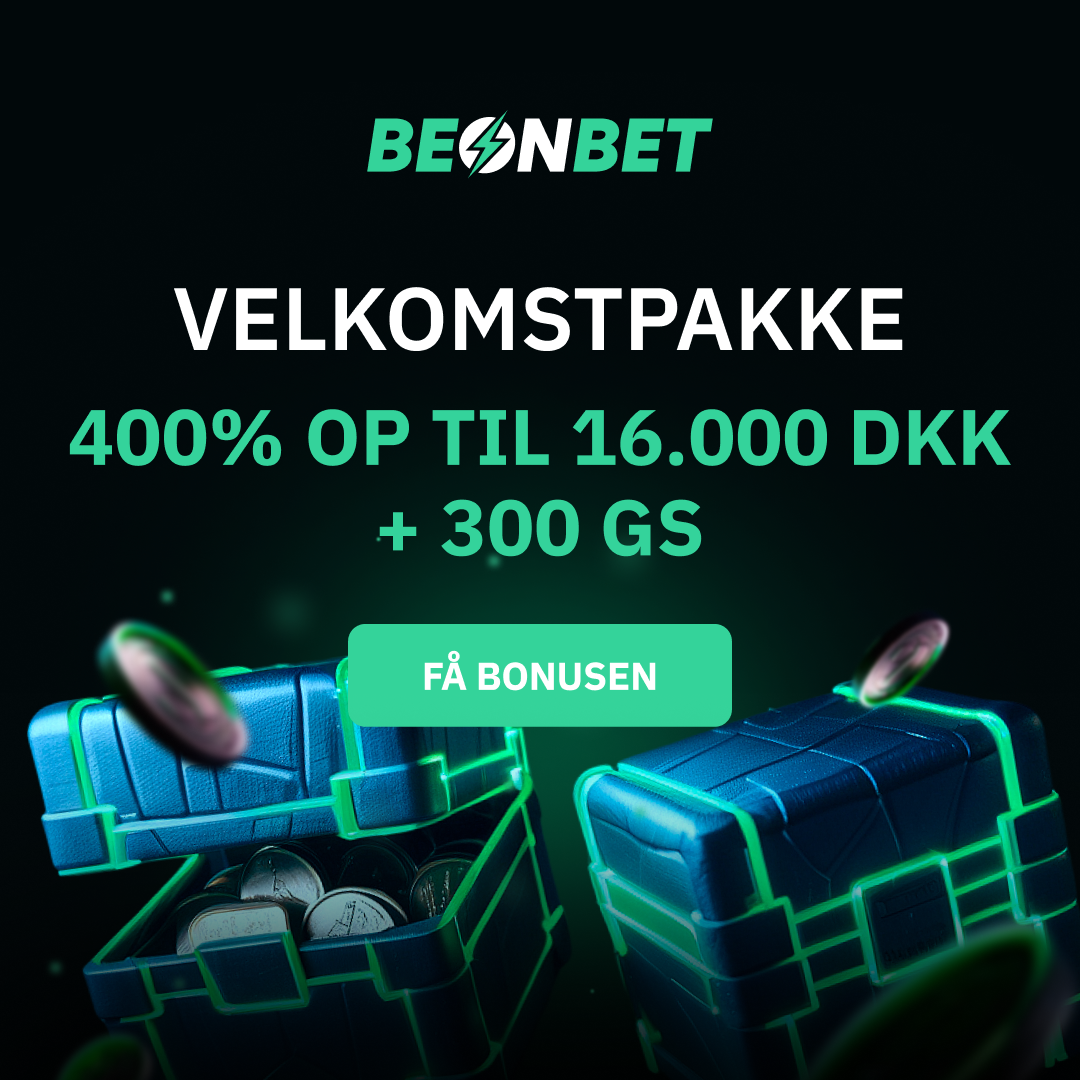 BEONBET
VELKOMSTPAKKE
400% OP TIL 16.000 DKK
+ 300 GS
FÅ BONUSEN